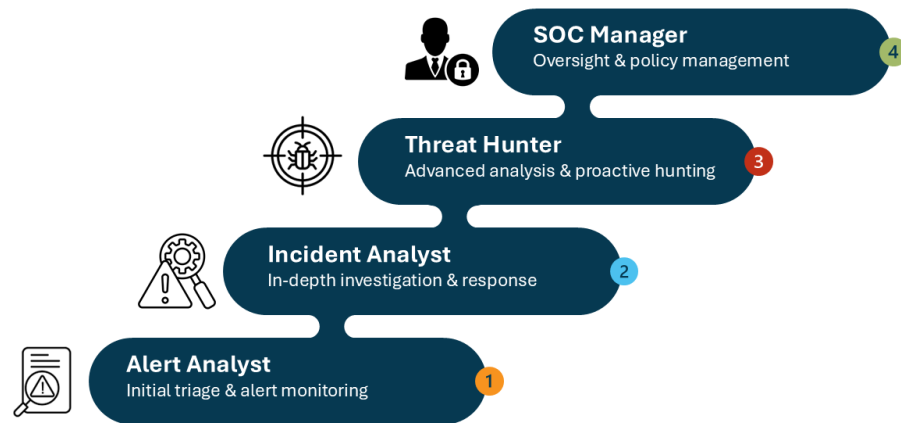 SOC Manager
Oversight & policy management
4
Threat Hunter
Advanced analysis & proactive hunting
3
Incident Analyst
In-depth investigation & response
2
Alert Analyst
Initial triage & alert monitoring
1